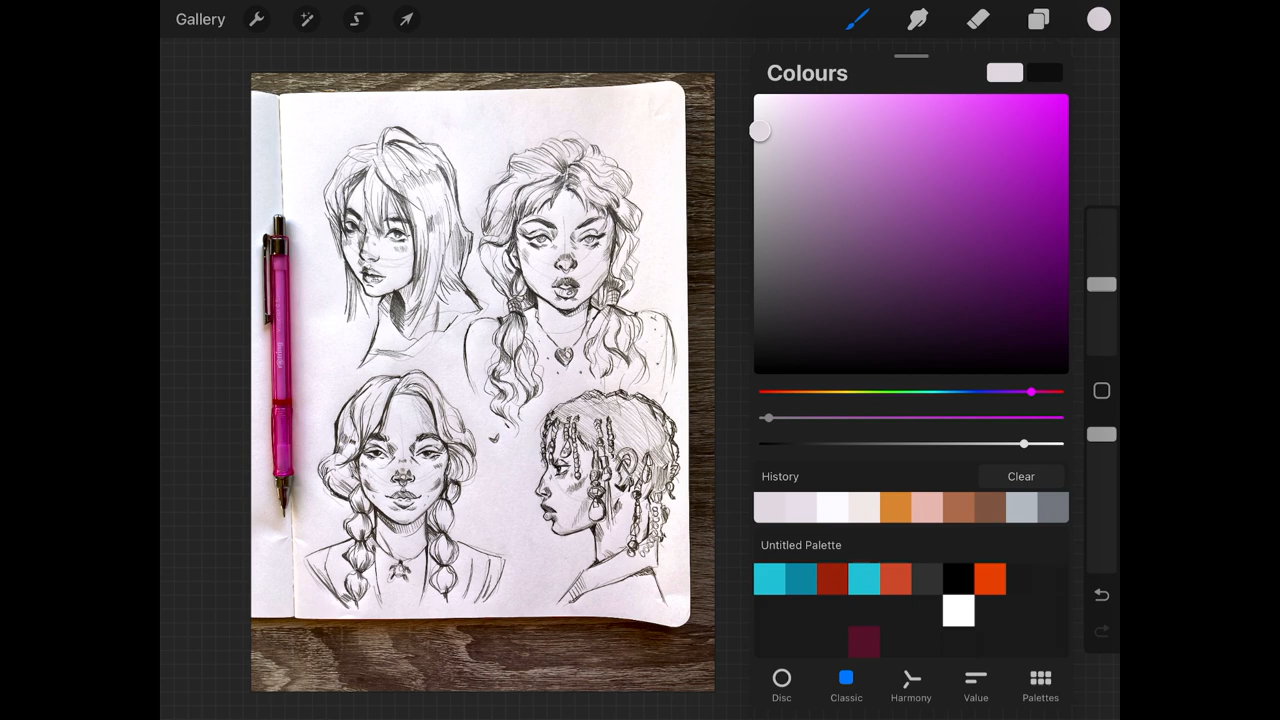 Gallery
Colours
History
Clear
Untitled Palette
Disc
Classic
Harmony
Value
Palettes